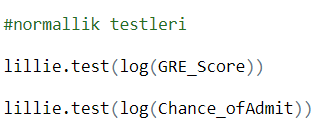 #normallik testleri
lillie.test(log(GRE_Score))
lillie.test(log(Chance_ofAdmit))